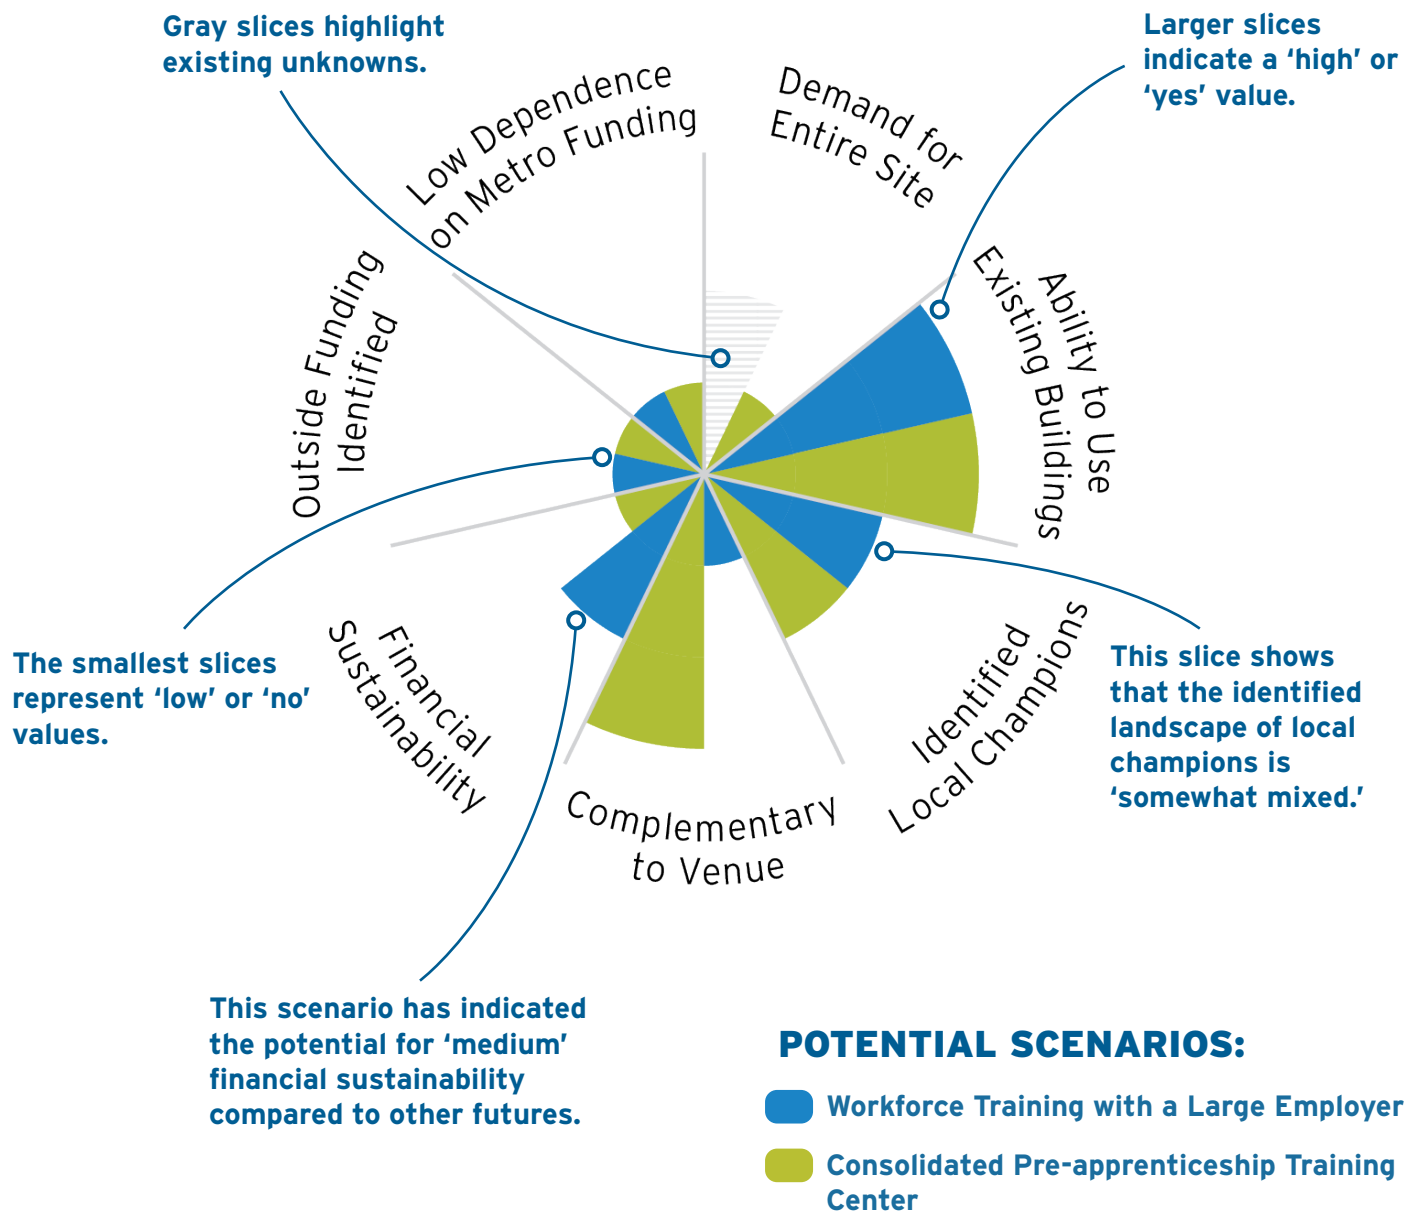 Gray slices highlight
existing unknowns.
Larger slices
indicate a ‘high’ or
‘yes’ value.
Low Dependence
on Metro Funding
Demand for
Entire Site
Outside Funding
Identified
Ability to Use
Existing Buildings
The smallest slices
represent ‘low’ or ‘no’
values.
Financial
Sustainability
Identified
Local Champions
This slice shows
that the identified
landscape of local
champions is
‘somewhat mixed.’
Complementary
to Venue
This scenario has indicated
the potential for ‘medium’
financial sustainability
compared to other futures.
POTENTIAL SCENARIOS:
Workforce Training with a Large Employer
Consolidated Pre-apprenticeship Training
Center